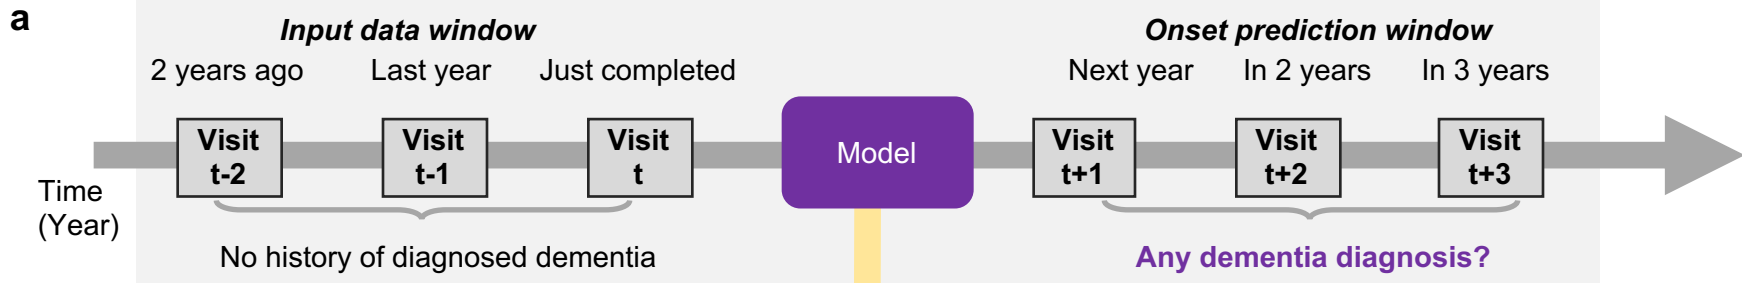 a
Input data window
Onset prediction window
2 years ago
Last year
Just completed
Next year
In 2 years
In 3 years
Visit
t-2
Visit
t-1
Visit
t
Model
Visit
t+1
Visit
t+2
Visit
t+3
Time
(Year)
No history of diagnosed dementia
Any dementia diagnosis?